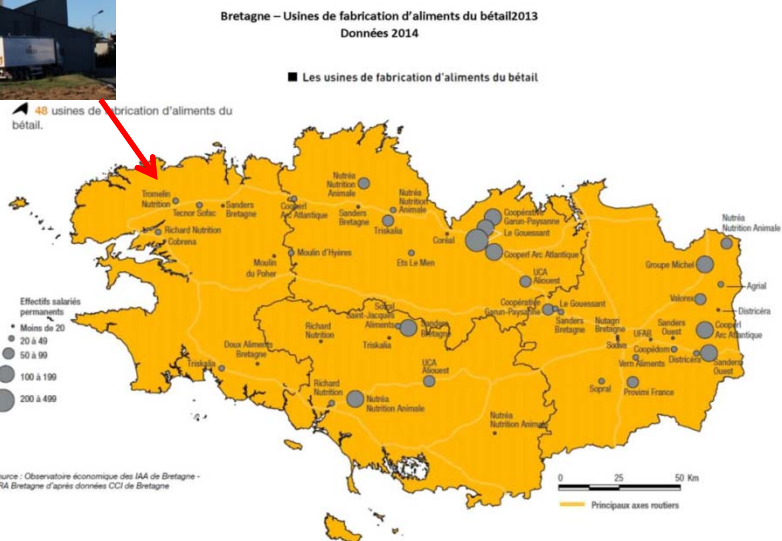 Bretagne – Usines de fabrication d'aliments du bétail2013
Données 2014
■ Les usines de fabrication d'aliments du bétail
48 usines de fabrication d'aliments du
bétail.
Nutréa
Nutrition
Animale
Nutréa
Nutrition
Animale
Tromelin
Nutrition
Tecnor Sofac
Sanders
Bretagne
Cooperl
Arc Atlantique
Sanders
Bretagne
Triskalia
Coréal
Coopérative
Garun-Paysanne
Le Gouessant
Cooperl Arc Atlantique
Nutréa
Nutrition Animale
Richard Nutrition
Cobrena
Moulin
du Poher
Moulin d'Hyères
Ets Le Men
UCA
Aliouest
Groupe Michel
Agrial
Valorex
Districéra
Cooperl
Arc Atlantique
Coopérative
Garun-Paysanne
Le Gouessant
Sanders
Bretagne
Nutagri
Bretagne
UFAB
Sanders
Ouest
Coopédom
Vern Aliments
Districéra
Sanders
Ouest
Sopral
Provimi France
Saint-Jacques
Aliments
Sanders
Bretagne
Richard
Nutrition
Triskalia
Doux Aliments
Bretagne
Triskalia
UCA
Aliouest
Richard
Nutrition
Nutréa
Nutrition Animale
Nutréa
Nutrition Animale
Effectifs salariés
permanents
Moins de 20
20 à 49
50 à 99
100 à 199
200 à 499
0 25 50 Km
Principaux axes routiers
urce : Observatoire économique des IAA de Bretagne -
RA Bretagne d'après données CCI de Bretagne